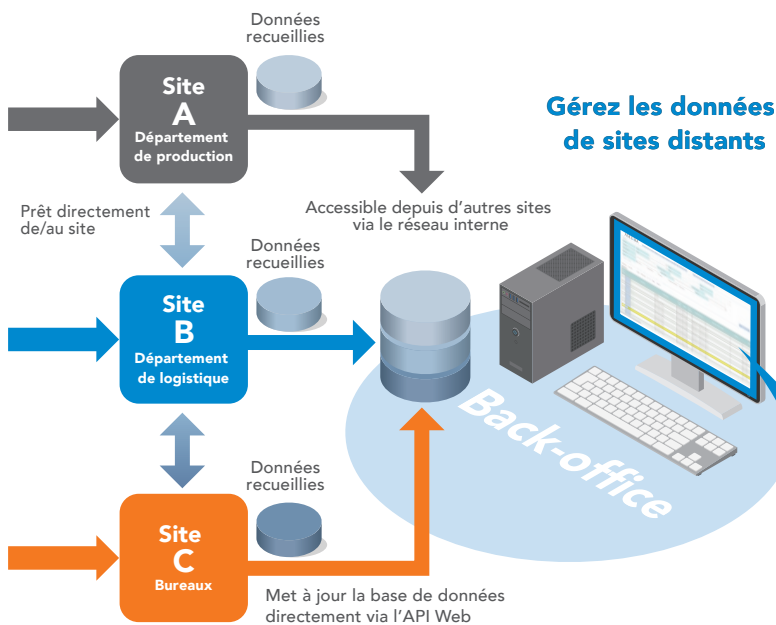 Données
recueillies
Site
A
Département
de production
Gérez les données
de sites distants
Prêt directement
de/au site
Accessible depuis d'autres sites
via le réseau interne
Données
recueillies
Site
B
Département
de logistique
Back-office
Données
recueillies
Site
C
Bureaux
Met à jour la base de données
directement via l'API Web